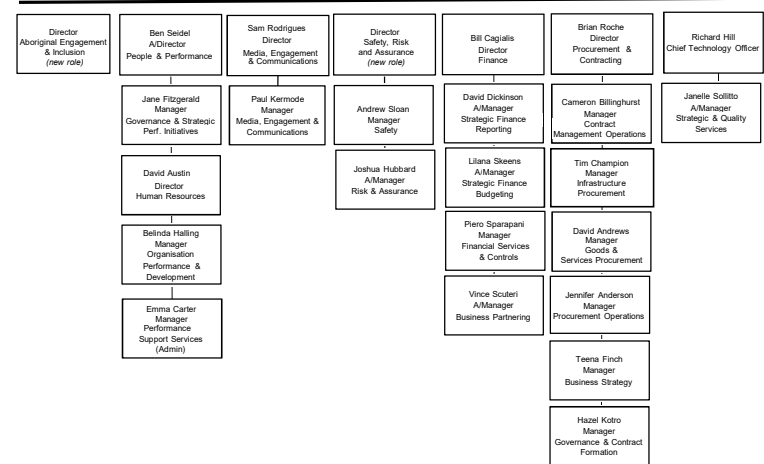 Director
Aboriginal Engagement
& Inclusion
(new role)
Ben Seidel
A/Director
People & Performance
Sam Rodrigues
Director
Media, Engagement
& Communications
Director
Safety, Risk
and Assurance
(new role)
Bill Cagialis
Director
Finance
Brian Roche
Director
Procurement &
Contracting
Richard Hill
Chief Technology Officer
Jane Fitzgerald
Manager
Governance & Strategic
Perf. Initiatives
Paul Kermode
Manager
Media, Engagement &
Communications
Andrew Sloan
Manager
Safety
David Dickinson
A/Manager
Strategic Finance
Reporting
Cameron Billinghurst
Manager
Contract
Management Operations
Janelle Sollitto
A/Manager
Strategic & Quality
Services
David Austin
Director
Human Resources
Joshua Hubbard
A/Manager
Risk & Assurance
Lilana Skeens
A/Manager
Strategic Finance
Budgeting
Tim Champion
Manager
Infrastructure
Procurement
Belinda Halling
Manager
Organisation
Performance &
Development
Piero Sparapani
Manager
Financial Services
& Controls
David Andrews
Manager
Goods &
Services Procurement
Emma Carter
Manager
Performance
Support Services
(Admin)
Vince Scuteri
A/Manager
Business Partnering
Jennifer Anderson
Manager
Procurement Operations
Teena Finch
Manager
Business Strategy
Hazel Kotro
Manager
Governance & Contract
Formation